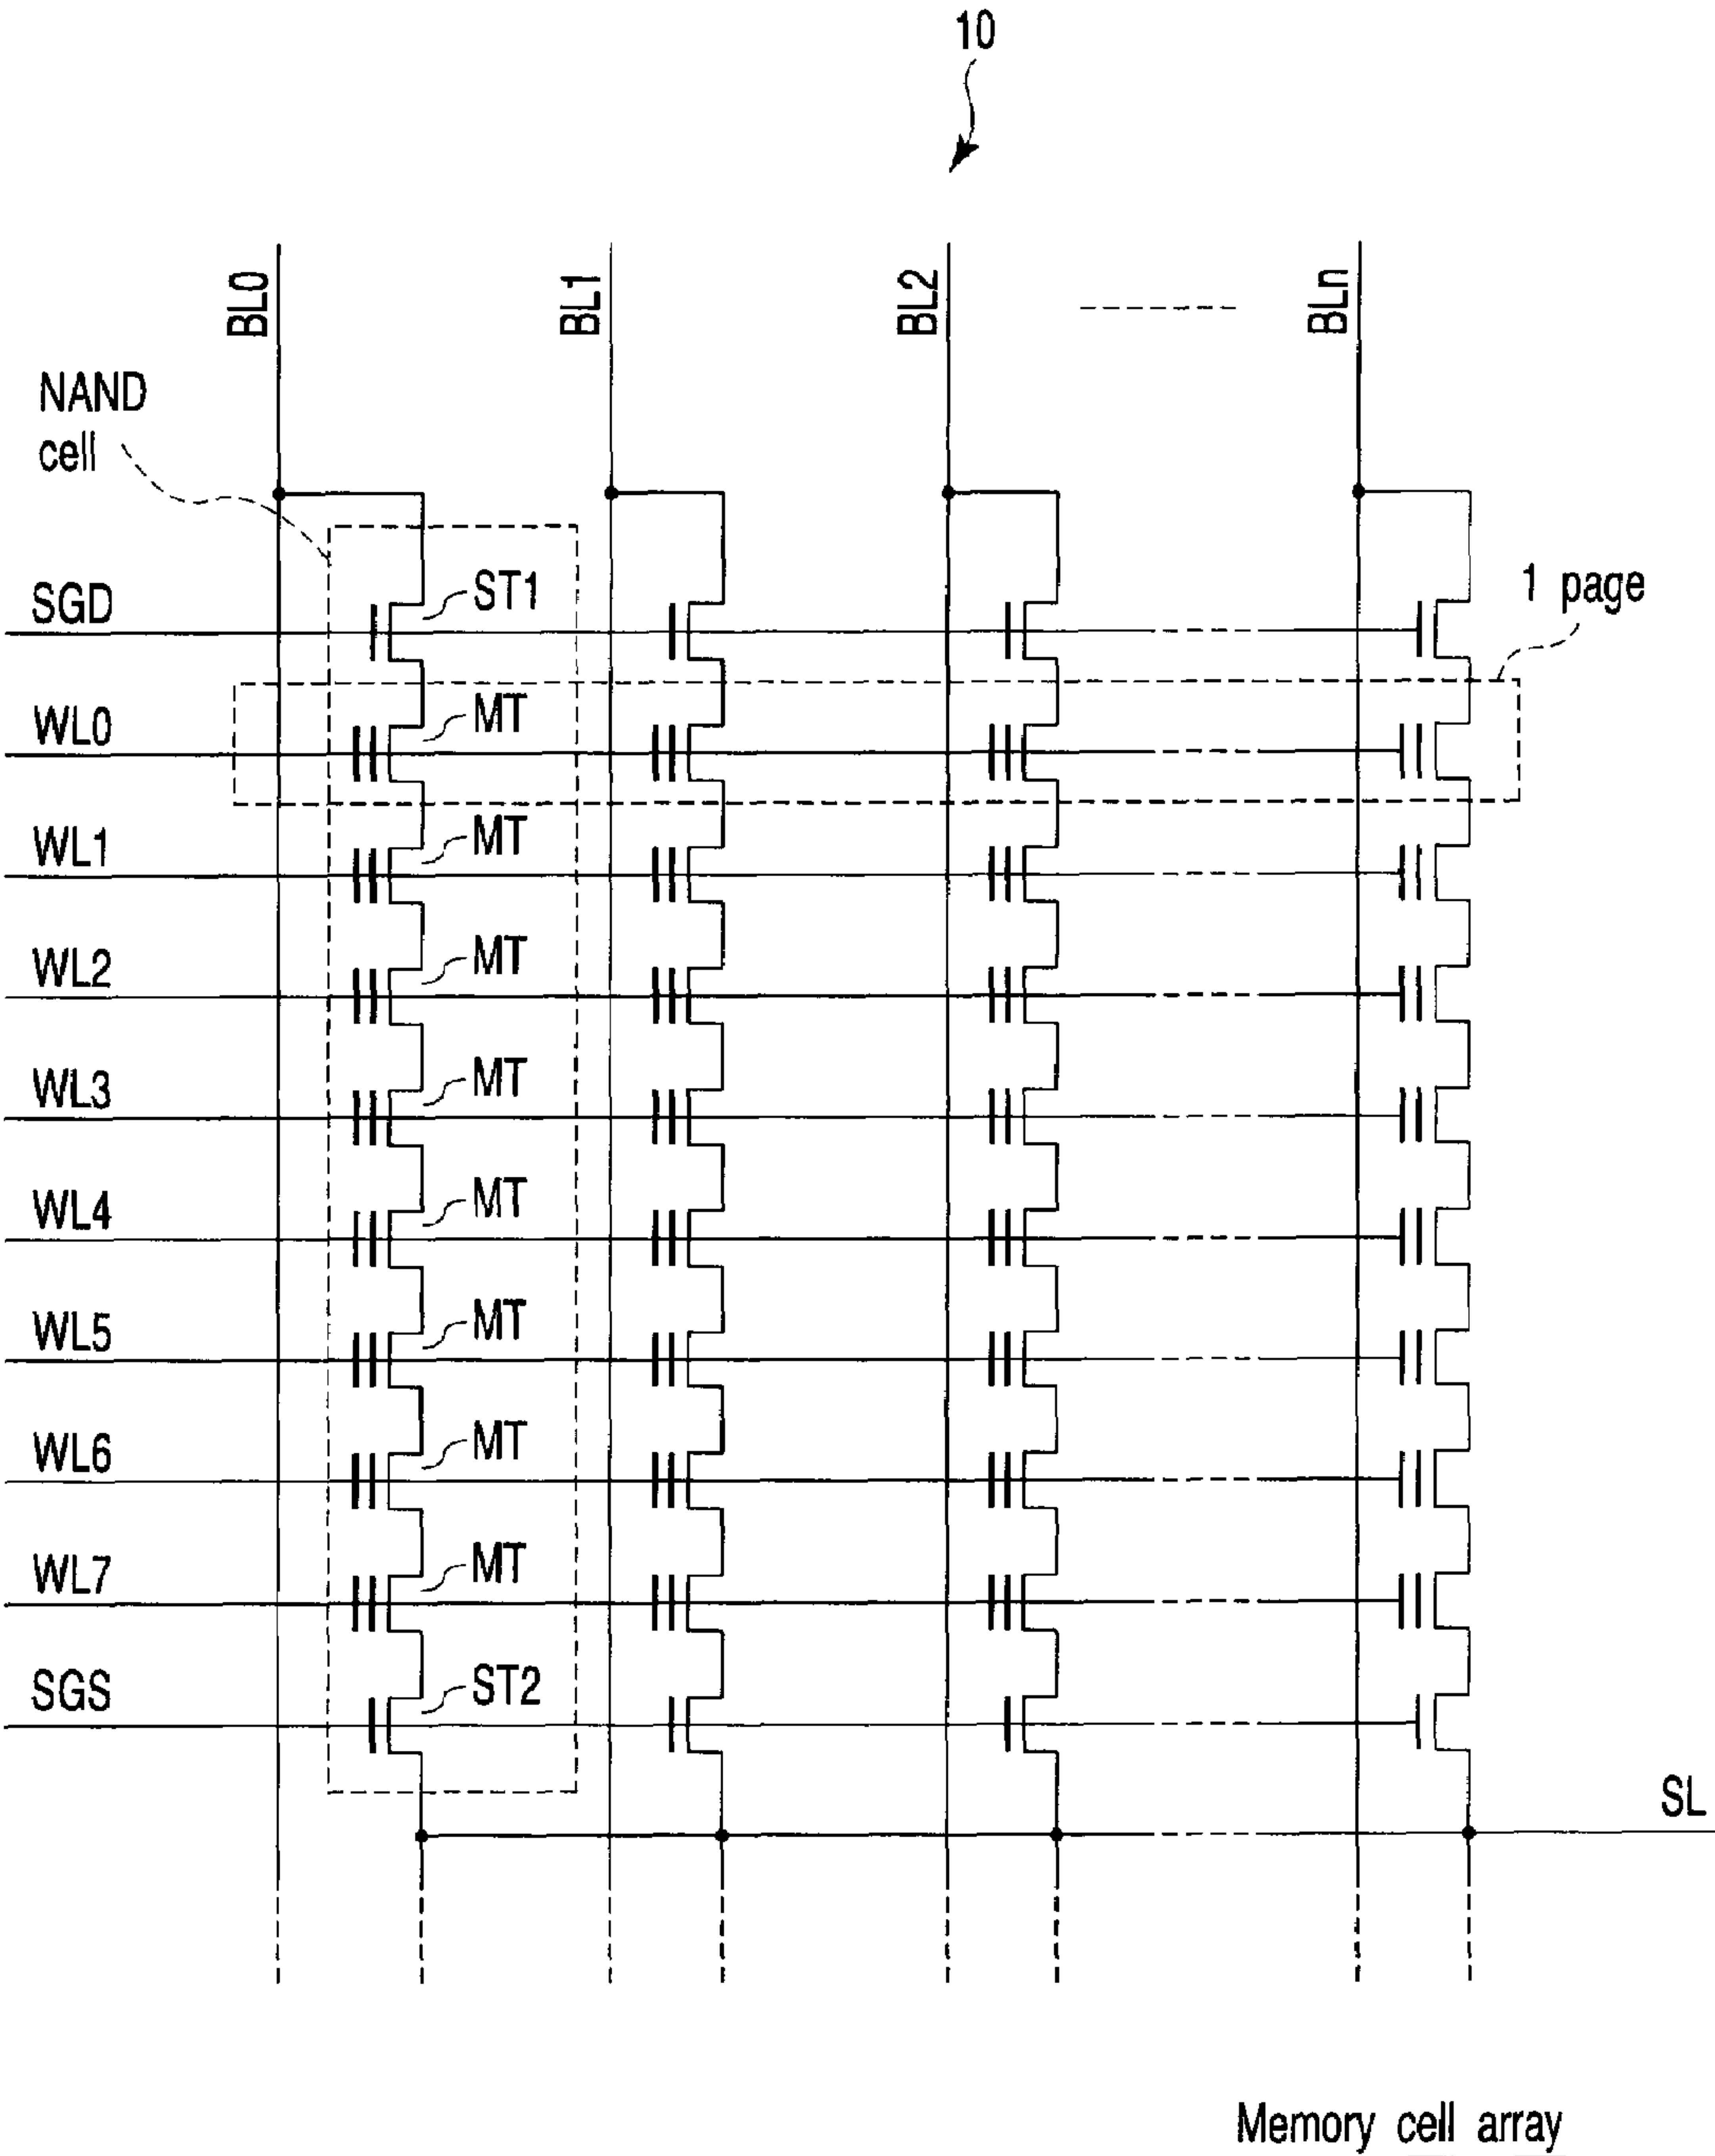 10
BL0
BL1
BL2
BLn
NAND
cell
SGD
ST1
1 page
WL0
MT
WL1
MT
WL2
MT
WL3
MT
WL4
MT
WL5
MT
WL6
MT
WL7
MT
SGS
ST2
SL
Memory cell array